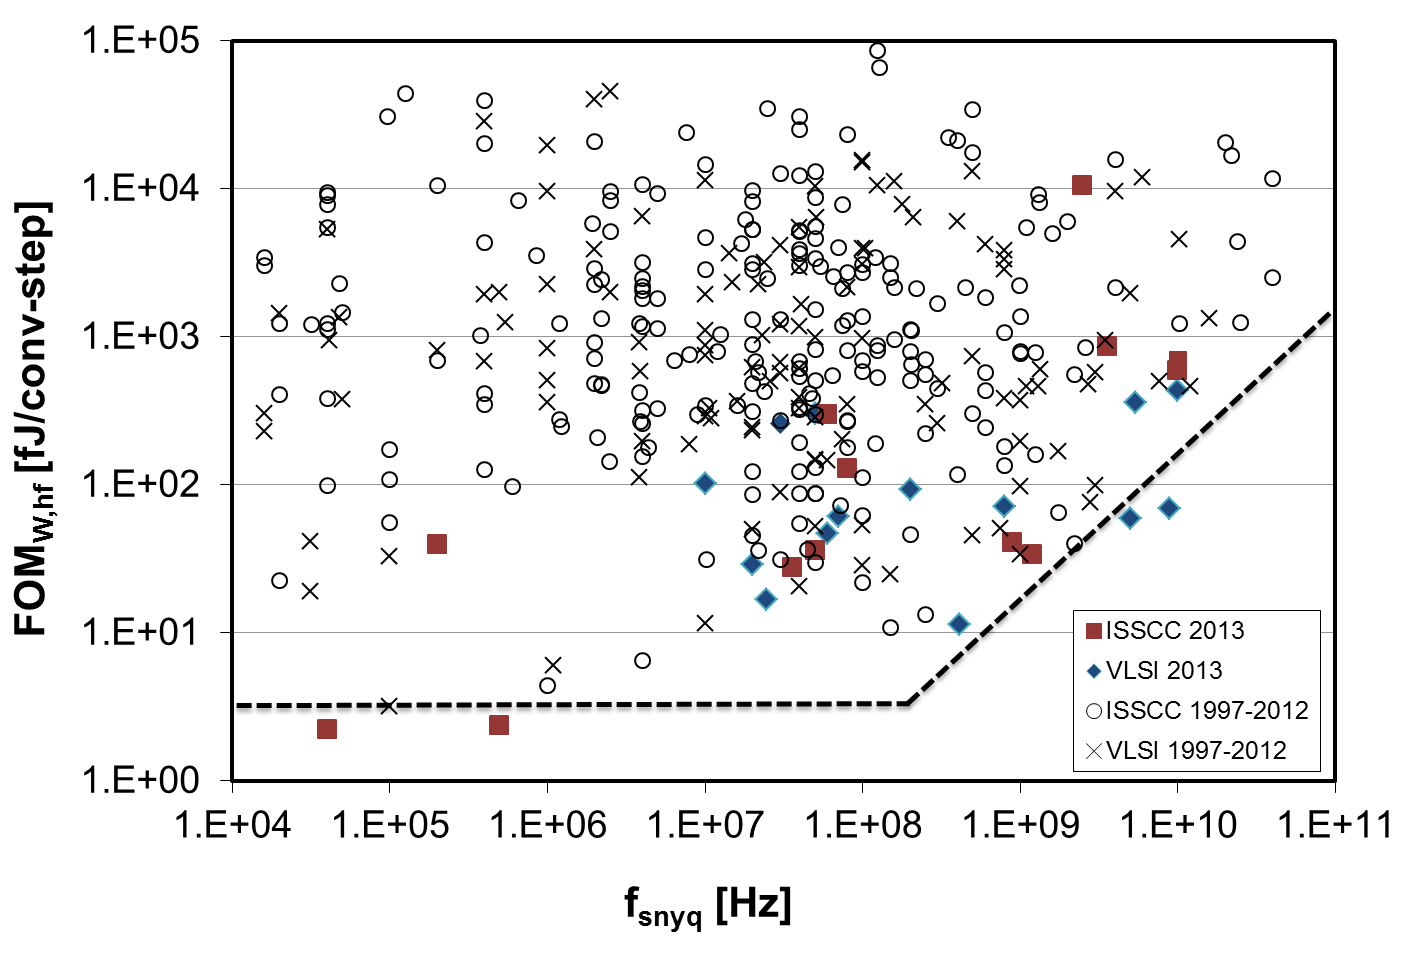 1.E+05
1.E+04
1.E+03
1.E+02
1.E+01
1.E+00
FOMW,hf [fJ/conv-step]
ISSCC 2013
VLSI 2013
ISSCC 1997-2012
VLSI 1997-2012
1.E+04 1.E+05 1.E+06 1.E+07 1.E+08 1.E+09 1.E+10 1.E+11
fsnyq [Hz]